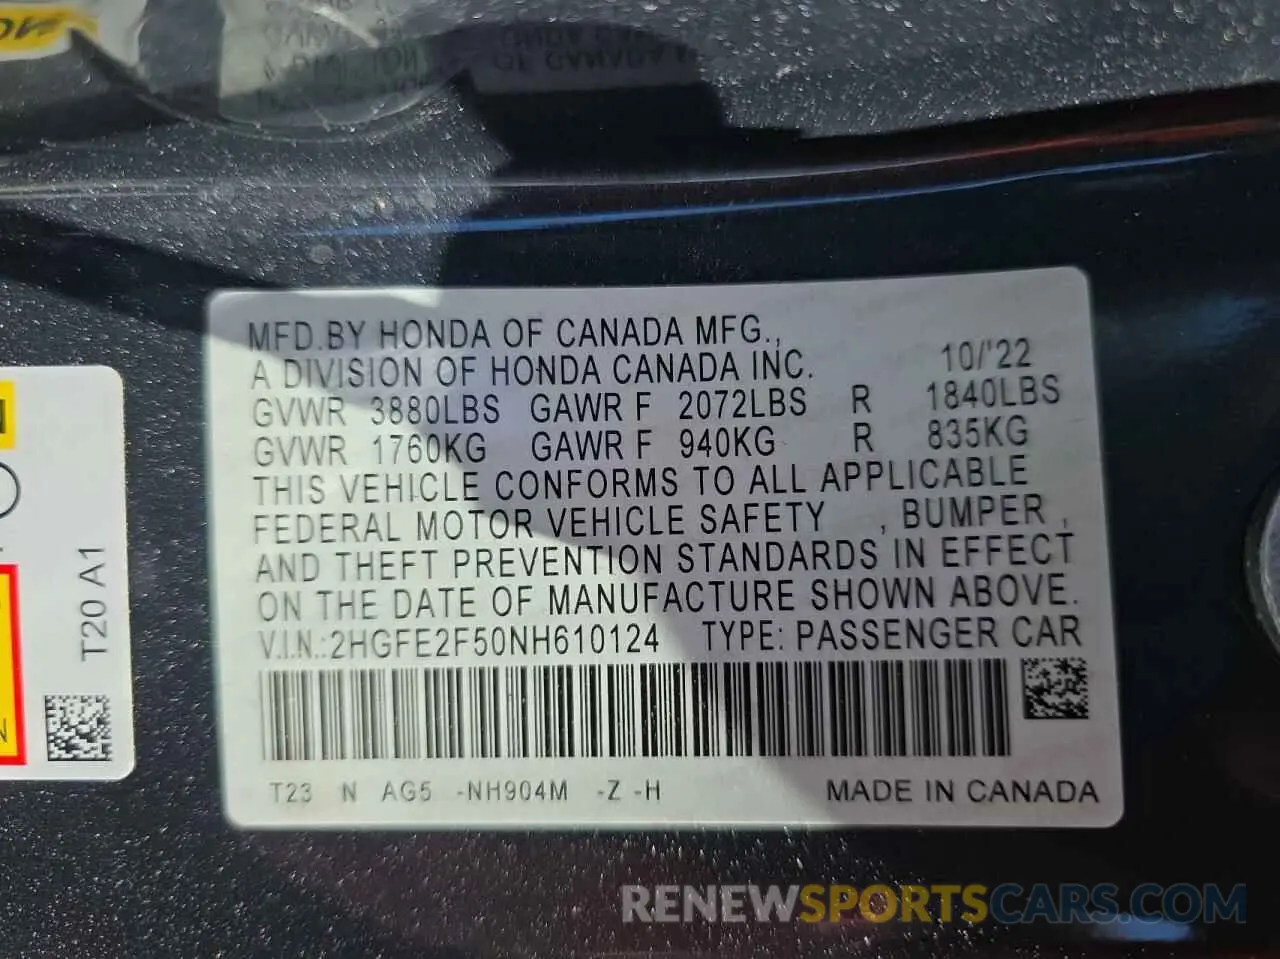 MFD.BY HONDA OF CANADA MFG.,
A DIVISION OF HONDA CANADA INC. 10/'22
GVWR 3880LBS GAWR F 2072LBS R 1840LBS
GVWR 1760KG GAWR F 940KG R 835KG
THIS VEHICLE CONFORMS TO ALL APPLICABLE
FEDERAL MOTOR VEHICLE SAFETY , BUMPER ,
AND THEFT PREVENTION STANDARDS IN EFFECT
ON THE DATE OF MANUFACTURE SHOWN ABOVE.
V.I.N.:2HGFE2F50NH610124 TYPE: PASSENGER CAR
T23 N AG5 -NH904M -Z -H MADE IN CANADA
T20 A1
RENEWSPORTSCARS.COM